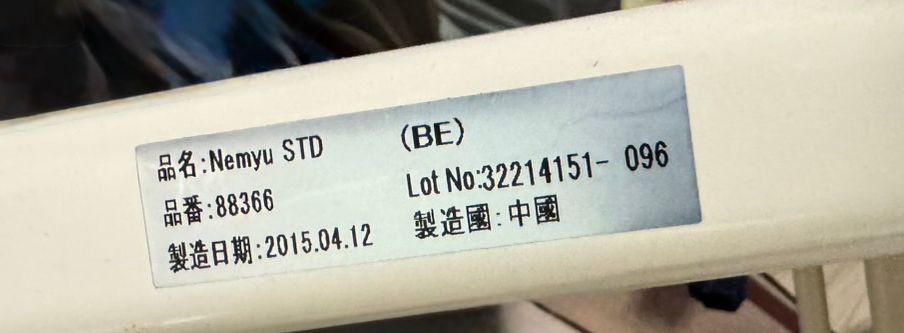 品名:Nemyu STD (BE)
品番:88366 Lot No:32214151- 096
製造日期:2015.04.12 製造國:中國